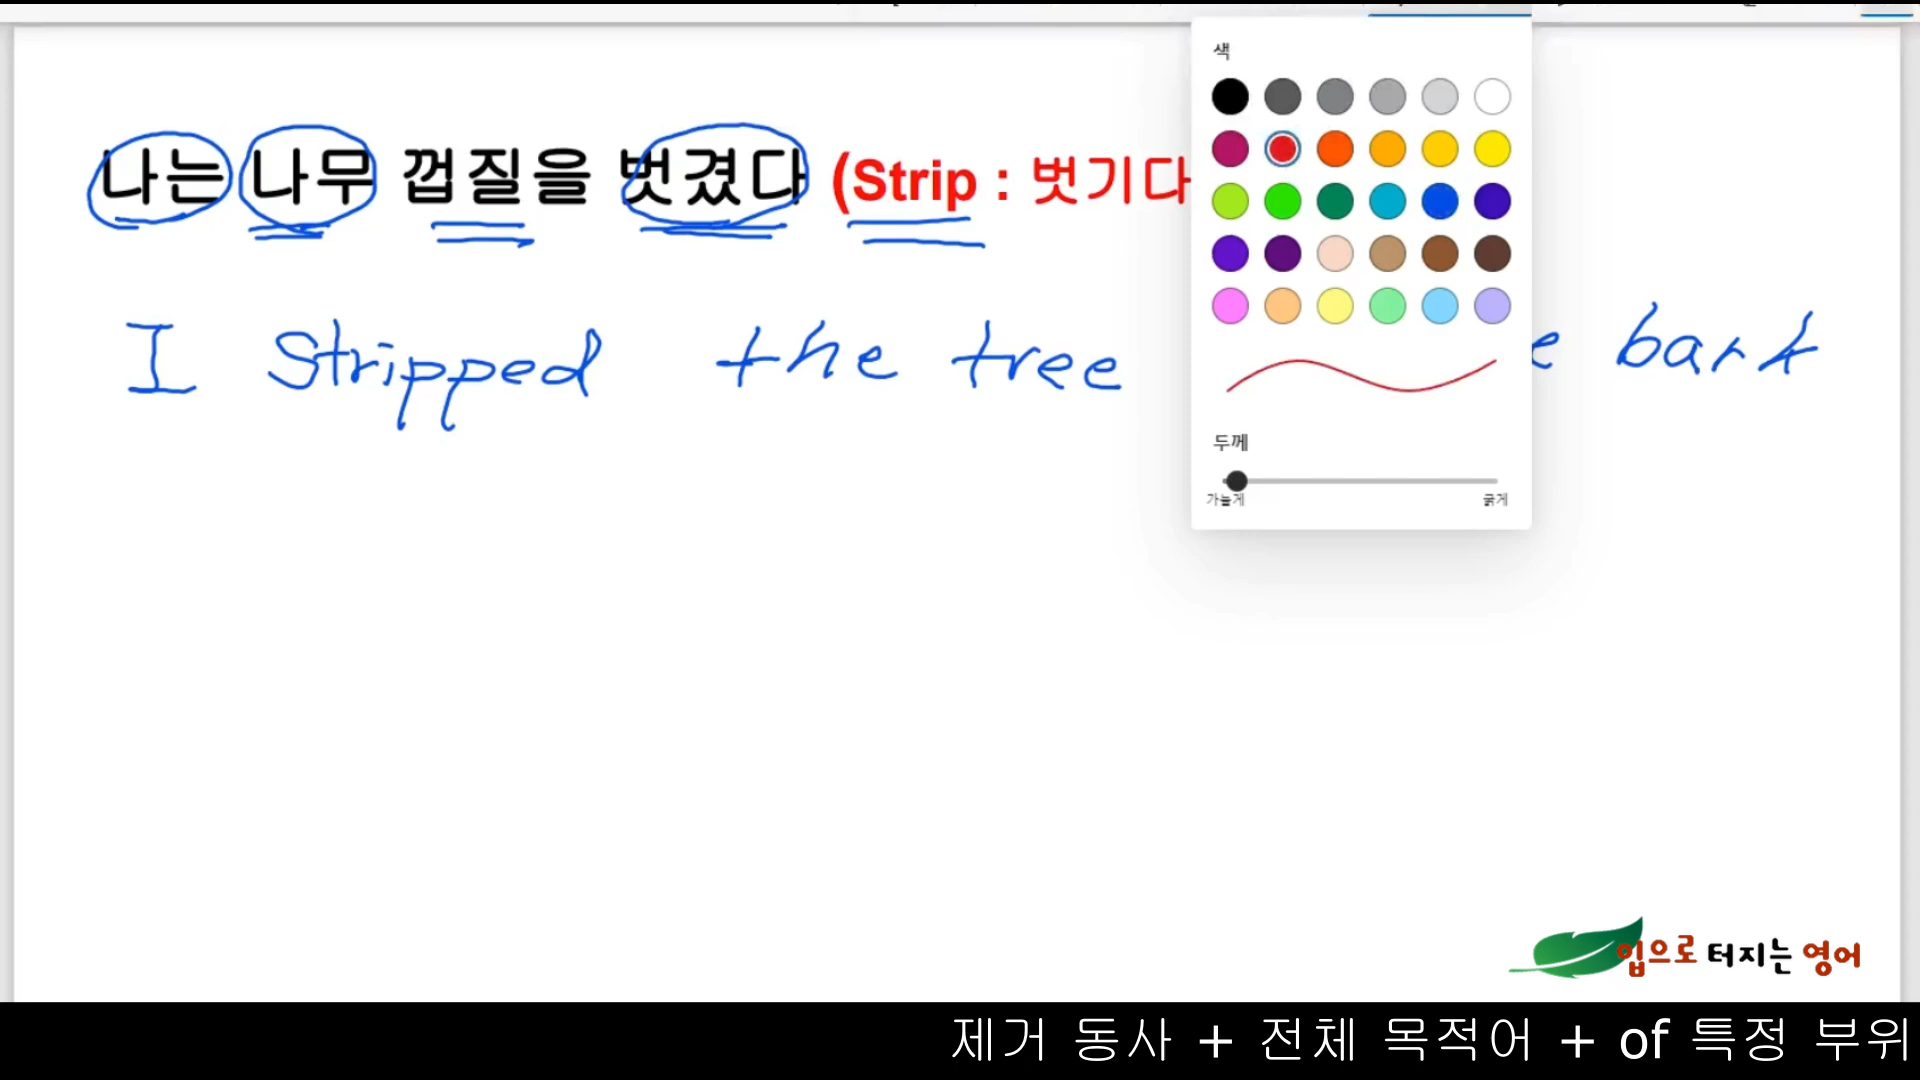 나는 나무 껍질을 벗겼다 (Strip : 벗기다
I Stripped the tree e bark
색
두께
가늘게 굵게
입으로 터지는 영어
제거 동사 + 전체 목적어 + of 특정 부위